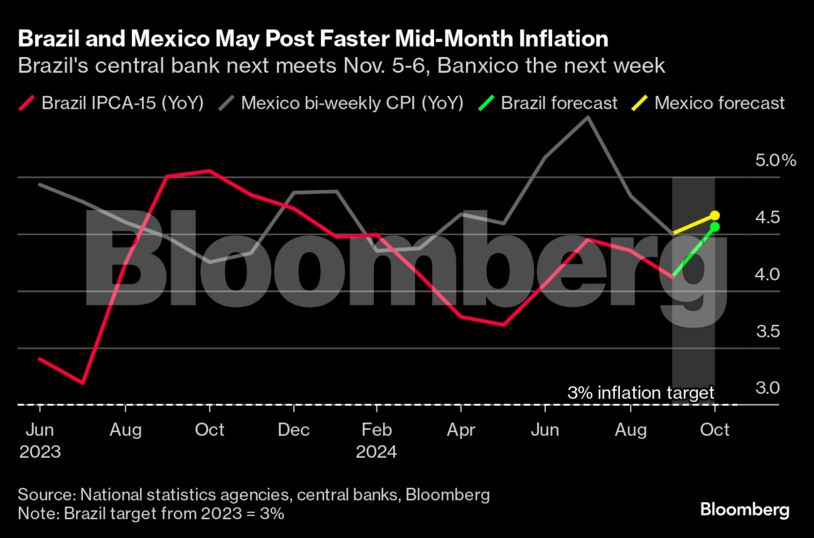 Brazil and Mexico May Post Faster Mid-Month Inflation
Brazil's central bank next meets Nov. 5-6, Banxico the next week
Brazil IPCA-15 (YoY) Mexico bi-weekly CPI (YoY) Brazil forecast Mexico forecast
5.0%
4.5
Bloomberg
4.0
3.5
3.0
3% inflation target
Jun Aug Oct Dec Feb Apr Jun Aug Oct
2023 2024
Source: National statistics agencies, central banks, Bloomberg
Note: Brazil target from 2023 = 3%
Bloomberg